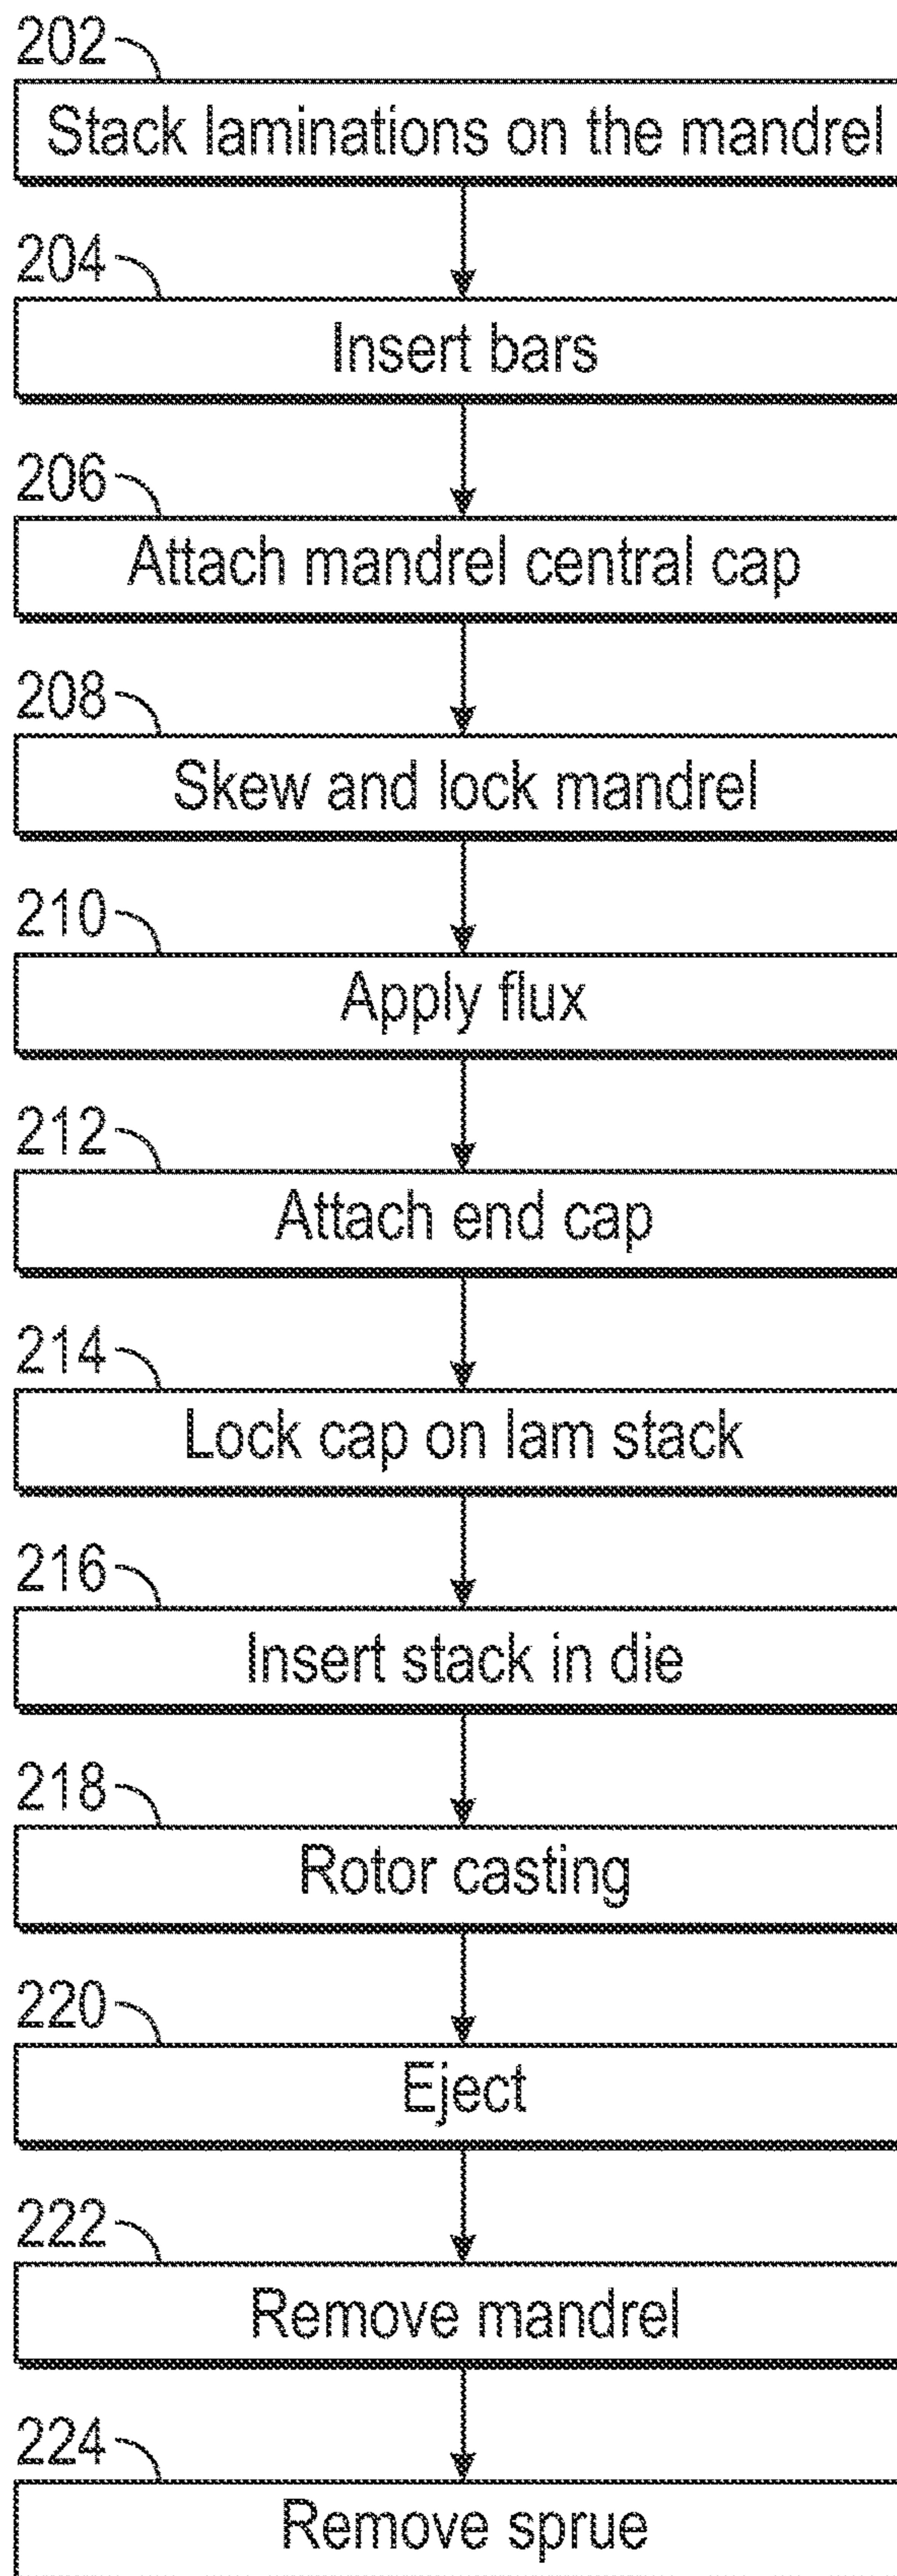 202
Stack laminations on the mandrel
204
Insert bars
206
Attach mandrel central cap
208
Skew and lock mandrel
210
Apply flux
212
Attach end cap
214
Lock cap on lam stack
216
Insert stack in die
218
Rotor casting
220
Eject
222
Remove mandrel
224
Remove sprue